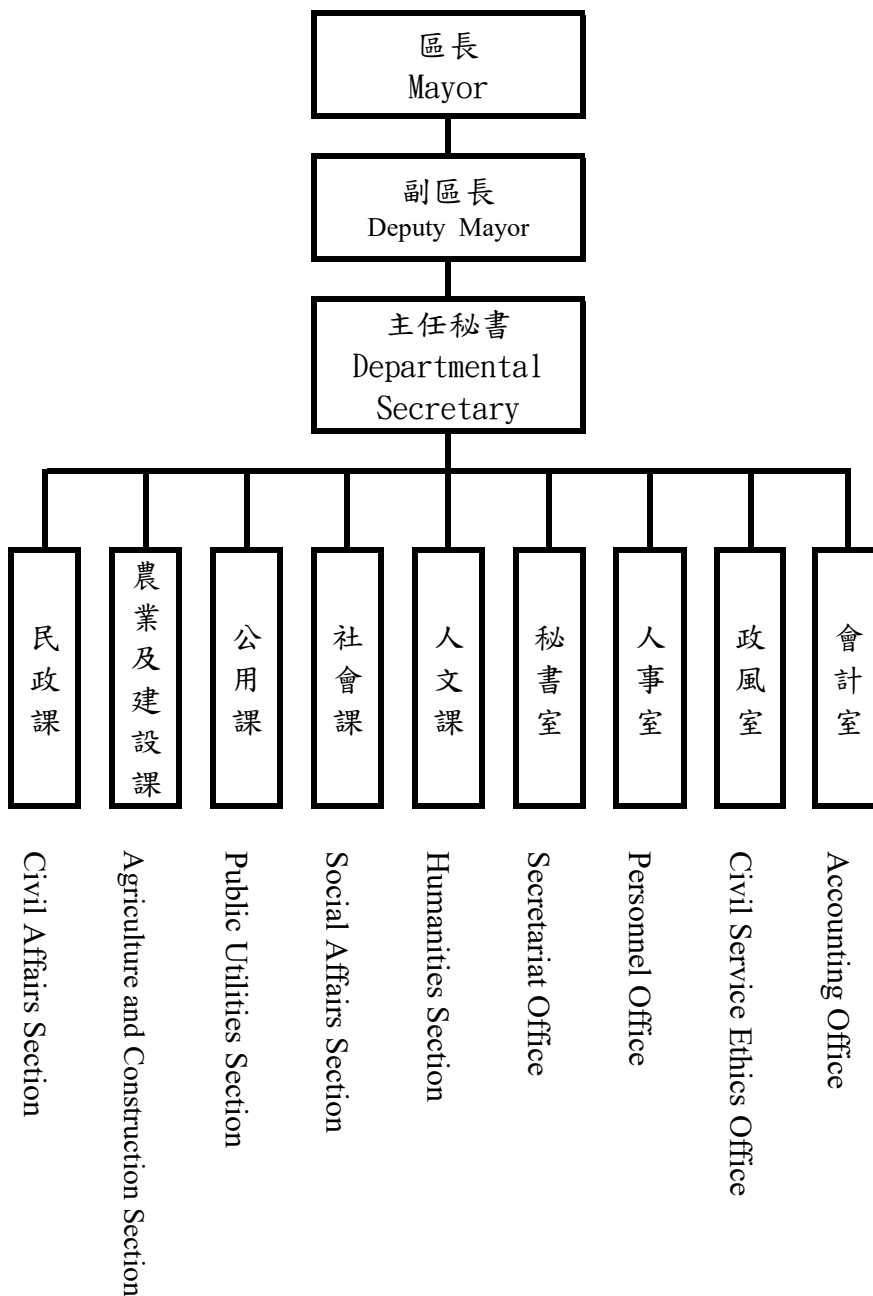 區長
Mayor
副區長
Deputy Mayor
主任秘書
Departmental
Secretary
民政課
農業及建設課
公用課
社會課
人文課
秘書室
人事室
政風室
會計室
Civil Affairs Section
Agriculture and Construction Section
Public Utilities Section
Social Affairs Section
Humanities Section
Secretariat Office
Personnel Office
Civil Service Ethics Office
Accounting Office